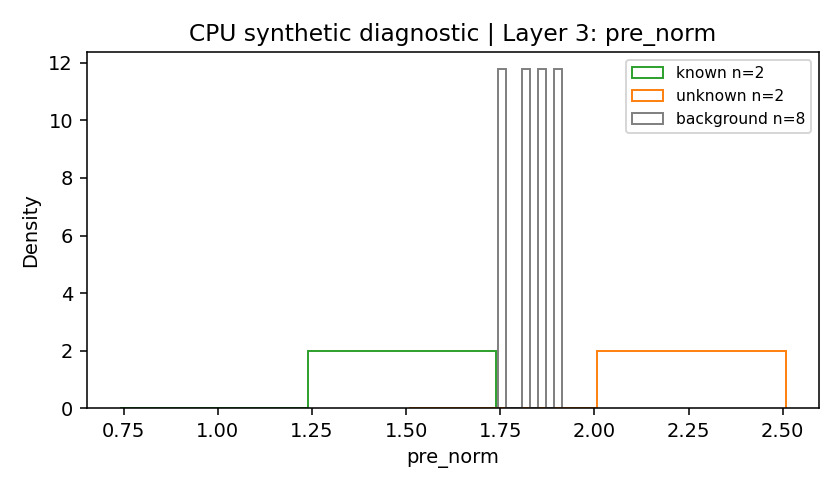 CPU synthetic diagnostic | Layer 3: pre_norm
known n=2
unknown n=2
background n=8
Density
12
10
8
6
4
2
0
0.75 1.00 1.25 1.50 1.75 2.00 2.25 2.50
pre_norm